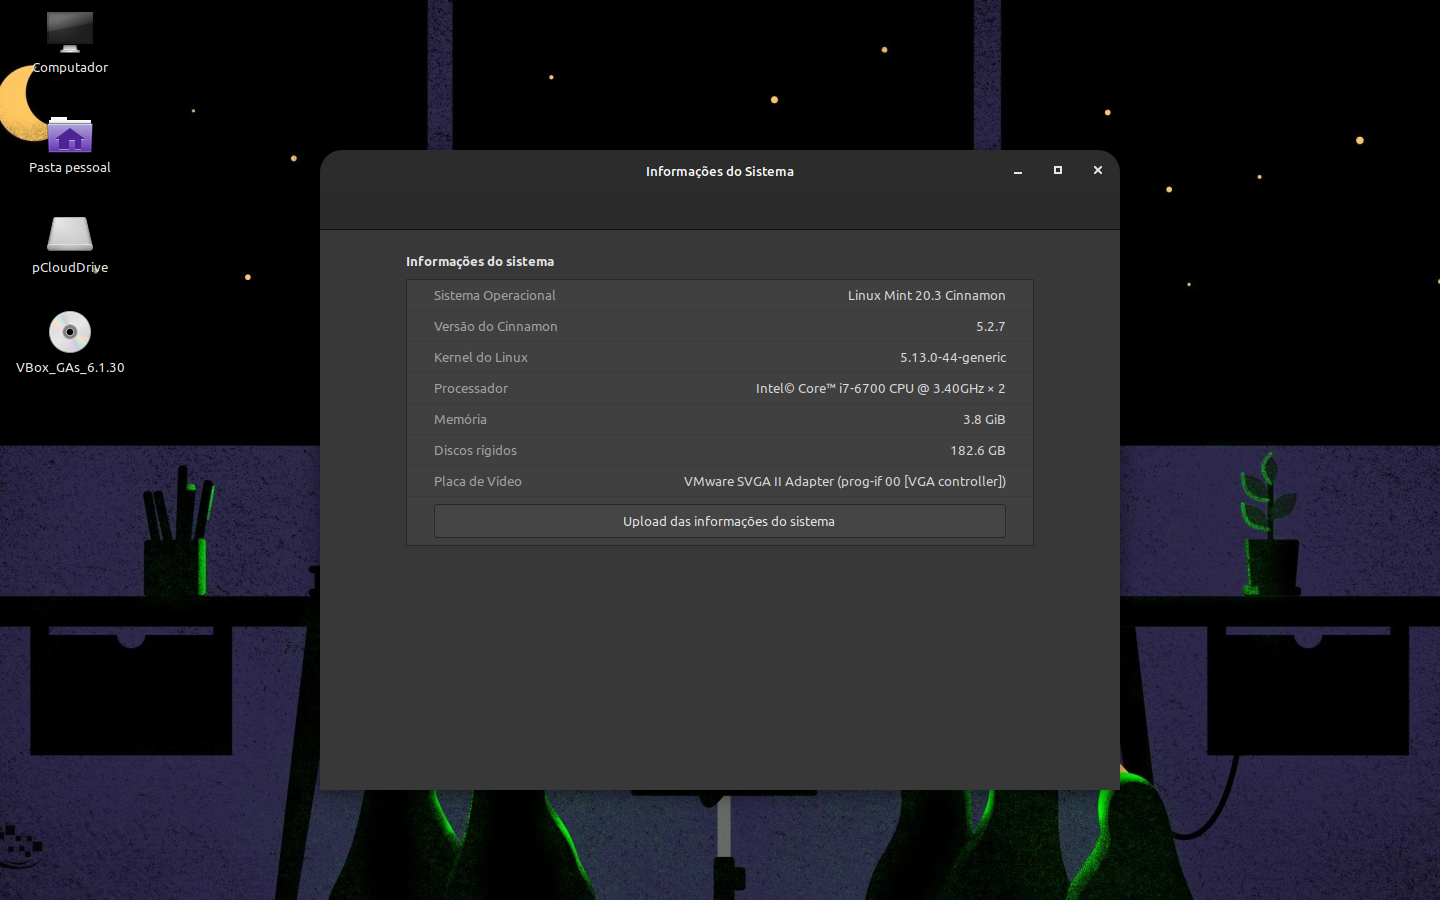 Computador
Pasta pessoal
pCloudDrive
VBox_GAs_6.1.30
Informações do Sistema
Informações do sistema
Sistema Operacional Linux Mint 20.3 Cinnamon
Versão do Cinnamon 5.2.7
Kernel do Linux 5.13.0-44-generic
Processador Intel© Core™ i7-6700 CPU @ 3.40GHz × 2
Memória 3.8 GiB
Discos rígidos 182.6 GB
Placa de Vídeo VMware SVGA II Adapter (prog-if 00 [VGA controller])
Upload das informações do sistema